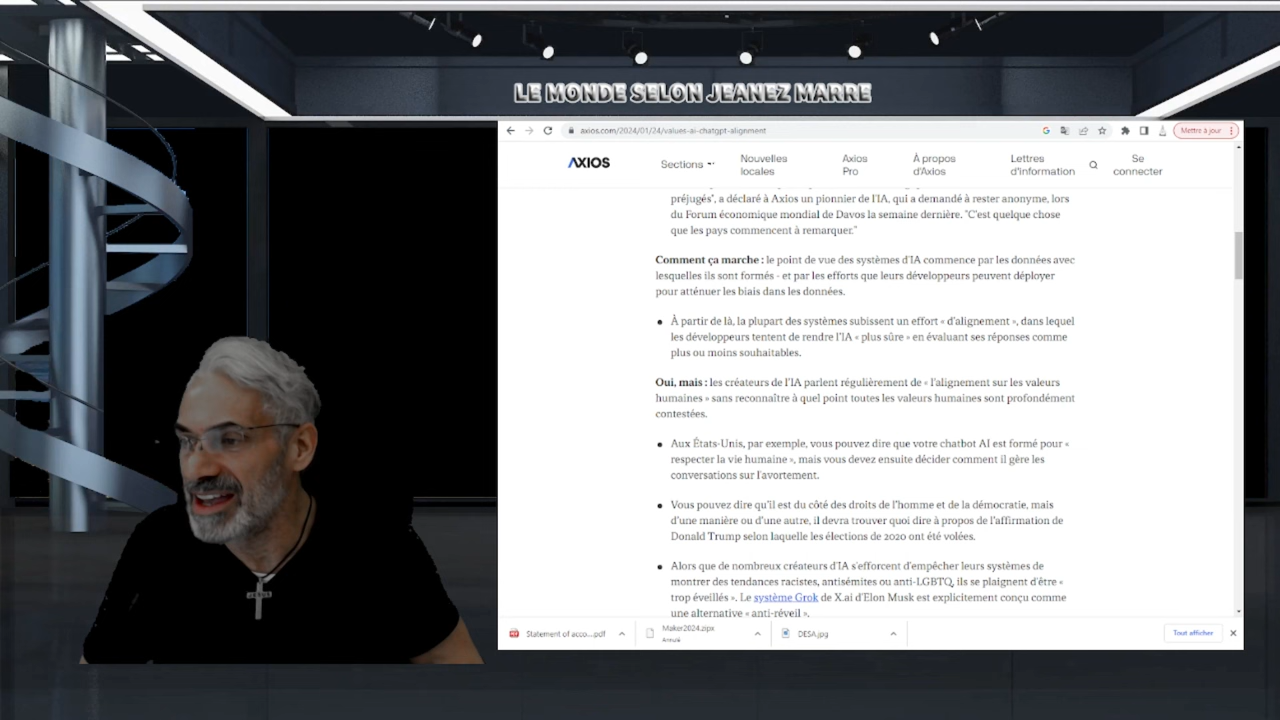 LE MONDE SELON JEANEZ MARRE
axios.com/2024/01/24/values-ai-chatgpt-alignment
Mettre à jour
AXIOS
Sections
Nouvelles
locales
Axios
Pro
À propos
d'Axios
Lettres
d'information
Se
connecter
préjugés", a déclaré à Axios un pionnier de l'IA, qui a demandé à rester anonyme, lors
du Forum économique mondial de Davos la semaine dernière. "C'est quelque chose
que les pays commencent à remarquer."
Comment ça marche : le point de vue des systèmes d'IA commence par les données avec
lesquelles ils sont formés - et par les efforts que leurs développeurs peuvent déployer
pour atténuer les biais dans les données.
À partir de là, la plupart des systèmes subissent un effort « d'alignement », dans lequel
les développeurs tentent de rendre l'IA « plus sûre » en évaluant ses réponses comme
plus ou moins souhaitables.
Oui, mais : les créateurs de l'IA parlent régulièrement de « l'alignement sur les valeurs
humaines » sans reconnaître à quel point toutes les valeurs humaines sont profondément
contestées.
Aux États-Unis, par exemple, vous pouvez dire que votre chatbot AI est formé pour «
respecter la vie humaine », mais vous devez ensuite décider comment il gère les
conversations sur l'avortement.
Vous pouvez dire qu'il est du côté des droits de l'homme et de la démocratie, mais
d'une manière ou d'une autre, il devra trouver quoi dire à propos de l'affirmation de
Donald Trump selon laquelle les élections de 2020 ont été volées.
Alors que de nombreux créateurs d'IA s'efforcent d'empêcher leurs systèmes de
montrer des tendances racistes, antisémites ou anti-LGBTQ, ils se plaignent d'être «
trop éveillés ». Le système Grok de X.ai d'Elon Musk est explicitement conçu comme
une alternative « anti-réveil ».
Statement of acco....pdf
Maker2024.zipx
Annulé
DESA.jpg
Tout afficher